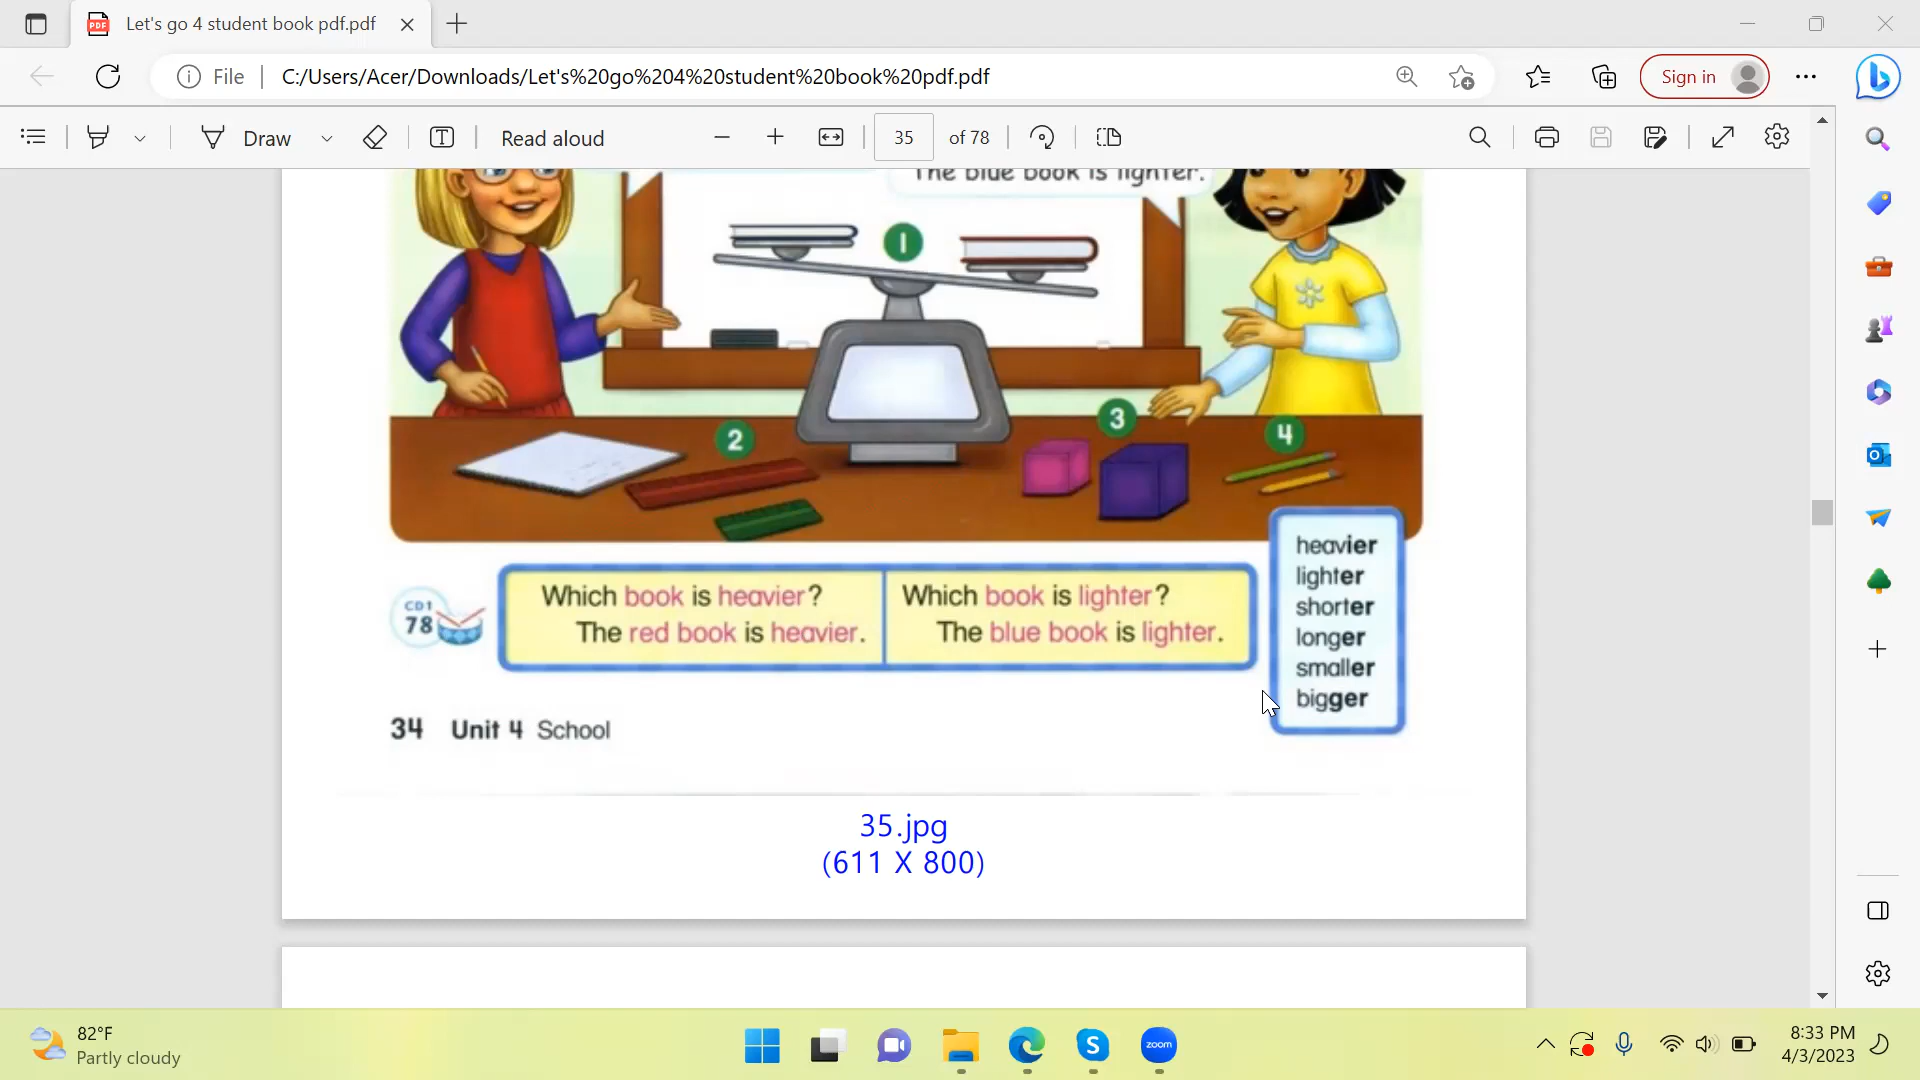 Let's go 4 student book pdf.pdf
File
C:/Users/Acer/Downloads/Let's%20go%204%20student%20book%20pdf.pdf
Sign in
Draw
Read aloud
35 of 78
The blue book is lighter.
1
2
3
4
heavier
lighter
shorter
longer
smaller
bigger
CD1
78
Which book is heavier?
The red book is heavier.
Which book is lighter?
The blue book is lighter.
34 Unit 4 School
35.jpg
(611 X 800)
82°F
Partly cloudy
zoom
8:33 PM
4/3/2023